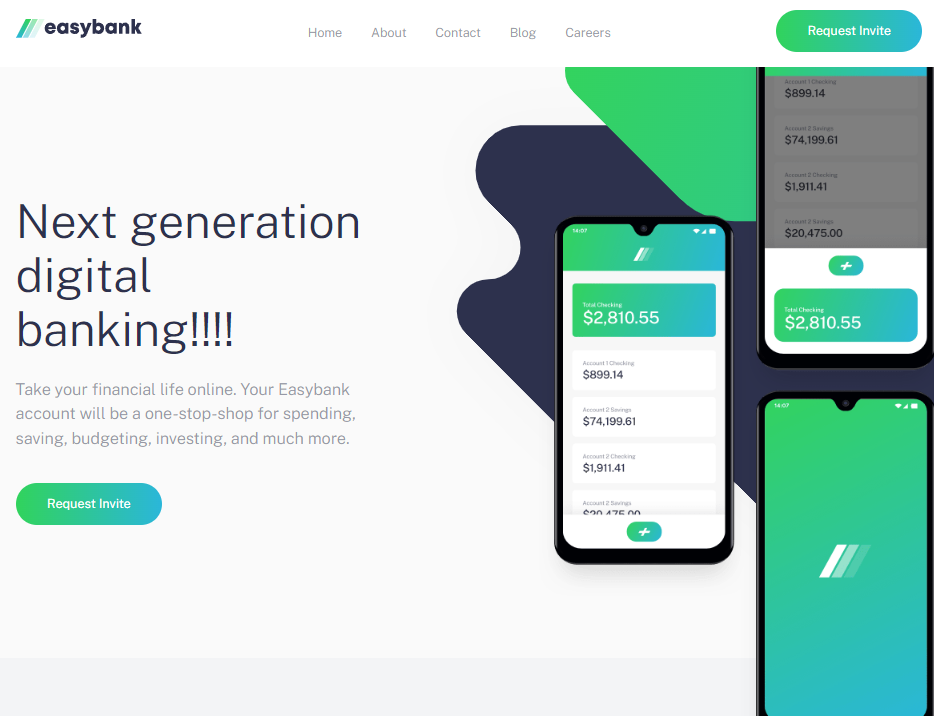 easybank
Home
About
Contact
Blog
Careers
Request Invite
Next generation
digital
banking!!!!
Take your financial life online. Your Easybank
account will be a one-stop-shop for spending,
saving, budgeting, investing, and much more.
Request Invite
14:07
Total Checking
$2,810.55
Account 1 Checking
$899.14
Account 2 Savings
$74,199.61
Account 2 Checking
$1,911.41
Account 2 Savings
$20,475.00
Account 1 Checking
$899.14
Account 2 Savings
$74,199.61
Account 2 Checking
$1,911.41
Account 2 Savings
$20,475.00
Total Checking
$2,810.55
14:07